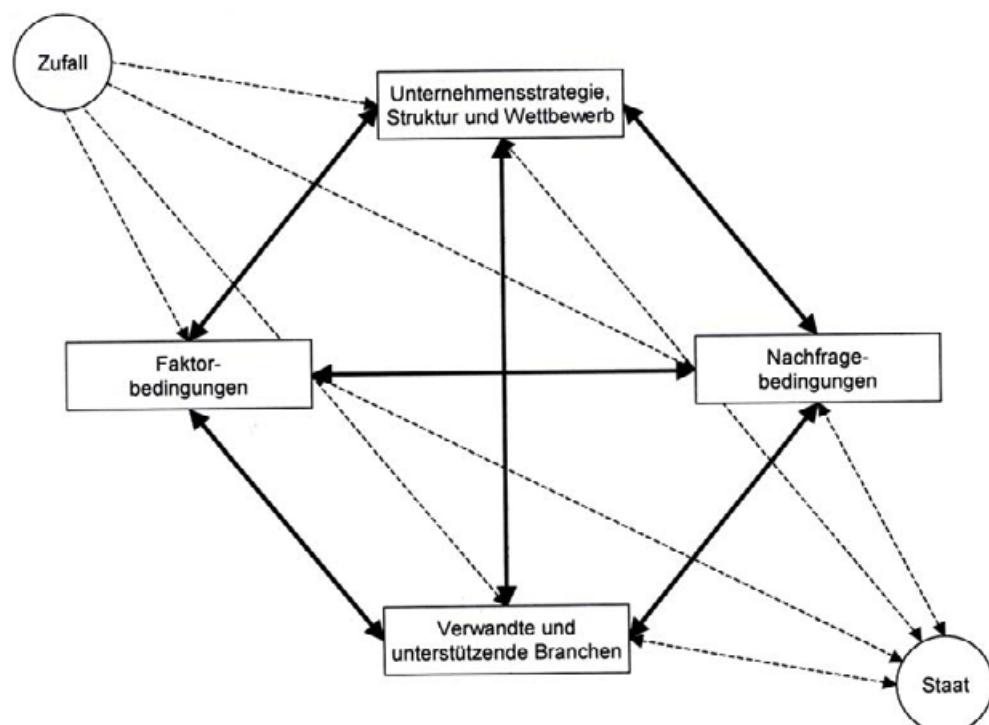 Zufall
Unternehmensstrategie,
Struktur und Wettbewerb
Faktor-
bedingungen
Nachfrage-
bedingungen
Verwandte und
unterstützende Branchen
Staat